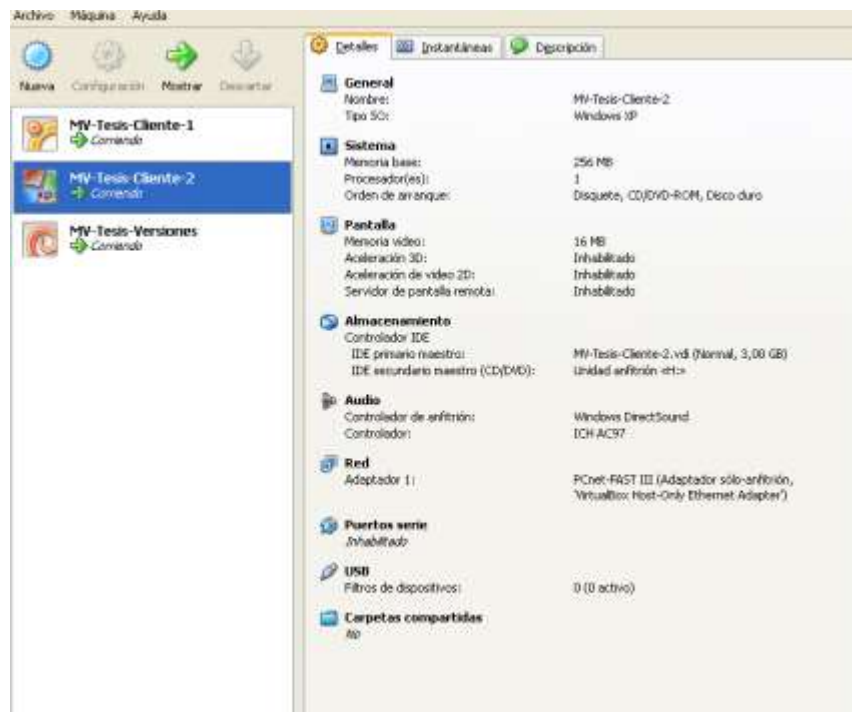 Archivo Máquina Ayuda
Nueva Configuración Mostrar Descartar
MV-Tesis-Cliente-1
Corriendo
MV-Tesis-Cliente-2
Corriendo
MV-Tesis-Versiones
Corriendo
Detalles Instantáneas Descripción
General
Nombre: MV-Tesis-Cliente-2
Tipo SO: Windows XP
Sistema
Memoria base: 256 MB
Procesador(es): 1
Orden de arranque: Disquete, CD/DVD-ROM, Disco duro
Pantalla
Memoria video: 16 MB
Aceleración 3D: Inhabilitado
Aceleración de video 2D: Inhabilitado
Servidor de pantalla remota: Inhabilitado
Almacenamiento
Controlador IDE
IDE primario maestro: MV-Tesis-Cliente-2.vdi (Normal, 3,00 GB)
IDE secundario maestro (CD/DVD): Unidad anfitrión <H:>
Audio
Controlador de anfitrión: Windows DirectSound
Controlador: ICH AC97
Red
Adaptador 1: PCnet-FAST III (Adaptador sólo-anfitrión,
'VirtualBox Host-Only Ethernet Adapter')
Puertos serie
Inhabilitado
USB
Filtros de dispositivos: 0 (0 activo)
Carpetas compartidas
No